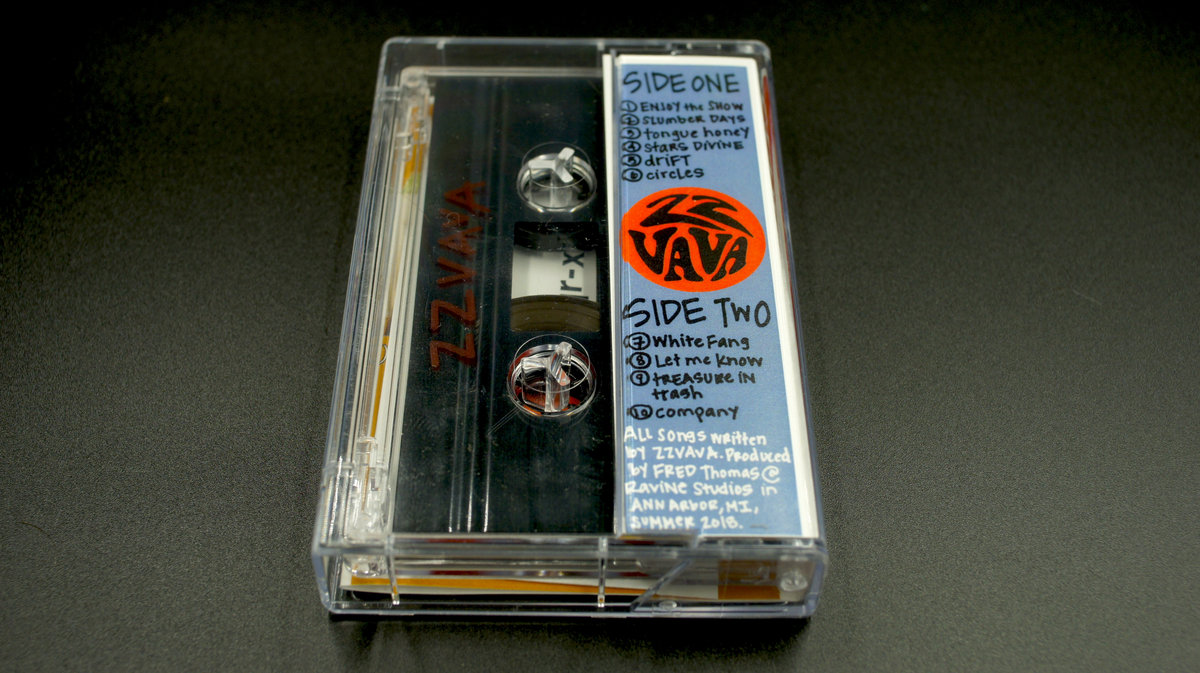 ZZVAVA
r-x
SIDE ONE
① ENJOY the SHOW
② SLUMBER DAYS
③ tongue honey
④ STARS DIVINE
⑤ driFT
⑥ circles
ZZ
VAVA
SIDE TWO
⑦ White Fang
⑧ Let me know
⑨ tREASURE IN
trash
⑩ company
ALL Songs written
by ZZVAVA. Produced
by FRED Thomas @
RaviNe Studios in
ANN ARbOR, MI,
SUMMER 2018.